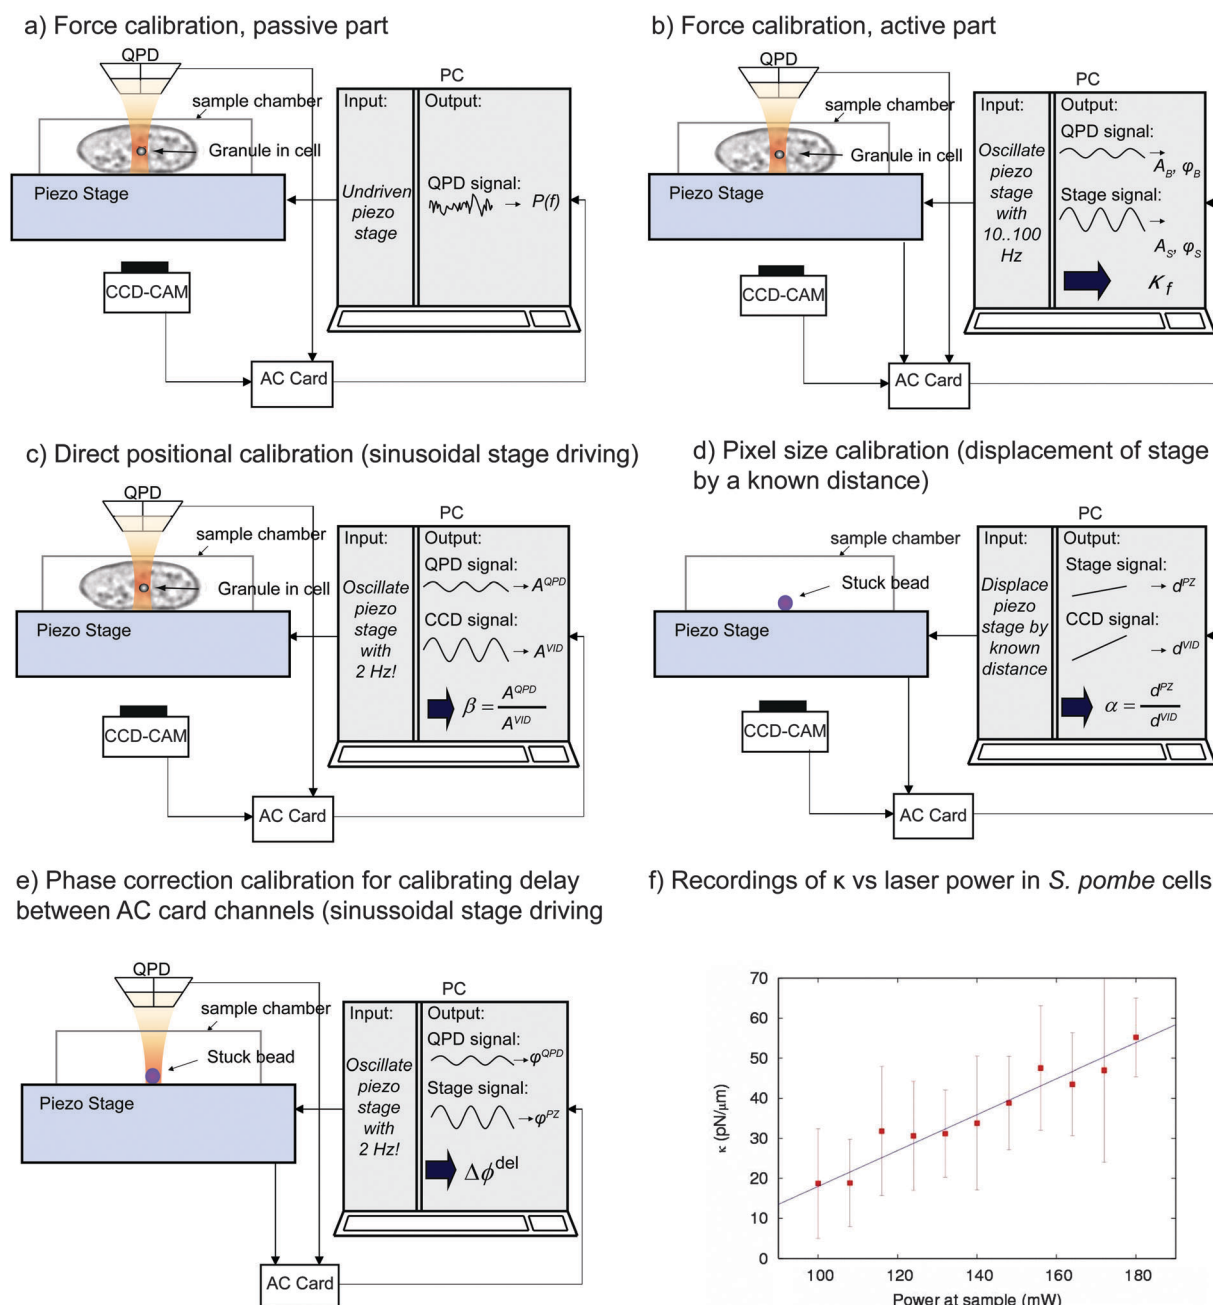 a) Force calibration, passive part
QPD
sample chamber
Granule in cell
Piezo Stage
CCD-CAM
AC Card
PC
Input:
Undriven
piezo
stage
Output:
QPD signal:
P(f)
b) Force calibration, active part
QPD
sample chamber
Granule in cell
Piezo Stage
CCD-CAM
AC Card
PC
Input:
Oscillate
piezo
stage
with
10..100
Hz
Output:
QPD signal:
A_B, φ_B
Stage signal:
A_S, φ_S
κ_f
c) Direct positional calibration (sinusoidal stage driving)
QPD
sample chamber
Granule in cell
Piezo Stage
CCD-CAM
AC Card
PC
Input:
Oscillate
piezo
stage
with
2 Hz!
Output:
QPD signal:
A^QPD
CCD signal:
A^VID
β = A^QPD / A^VID
d) Pixel size calibration (displacement of stage
by a known distance)
sample chamber
Stuck bead
Piezo Stage
CCD-CAM
AC Card
PC
Input:
Displace
piezo
stage by
known
distance
Output:
Stage signal:
d^PZ
CCD signal:
d^VID
α = d^PZ / d^VID
e) Phase correction calibration for calibrating delay
between AC card channels (sinussoidal stage driving
QPD
sample chamber
Stuck bead
Piezo Stage
AC Card
PC
Input:
Oscillate
piezo
stage
with
2 Hz!
Output:
QPD signal:
φ^QPD
Stage signal:
φ^PZ
Δϕ^del
f) Recordings of κ vs laser power in S. pombe cells
κ (pN/μm)
70
60
50
40
30
20
10
0
100 120 140 160 180
Power at sample (mW)